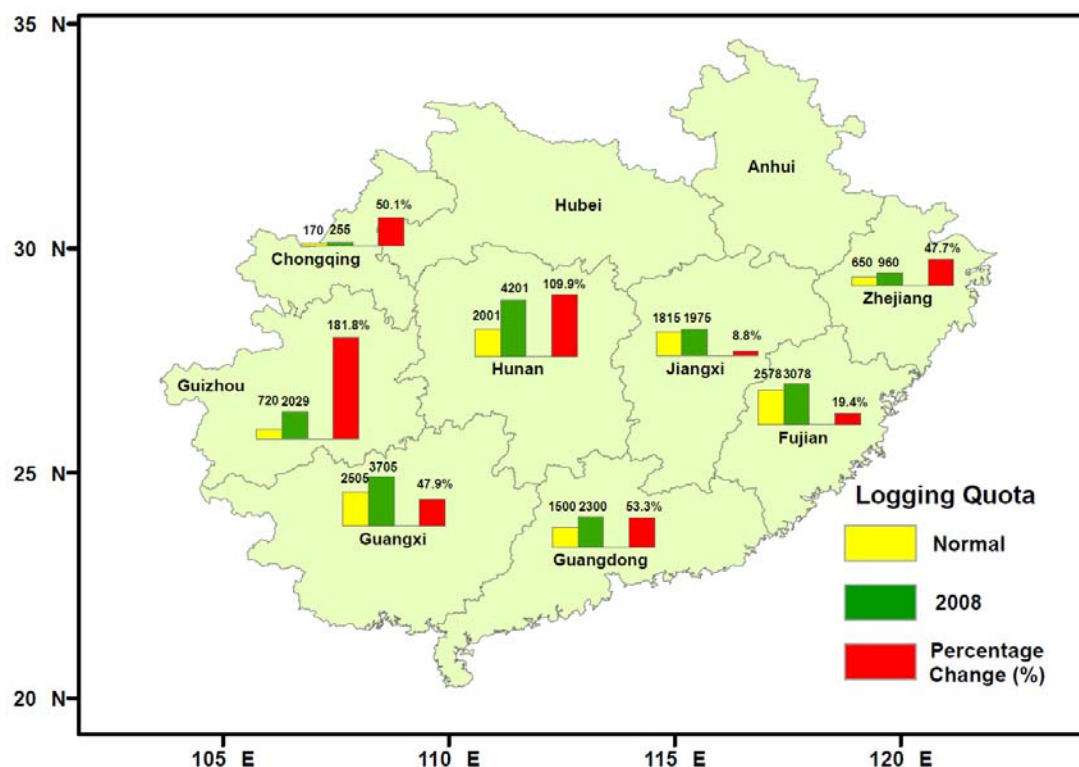 35 N
Anhui
Hubei
50.1%
170 255
Chongqing
30 N
47.7%
650 960
Zhejiang
4201 109.9%
2001
Hunan
1815 1975
8.8%
Jiangxi
181.8%
Guizhou
720 2029
2578 3078
19.4%
Fujian
25 N
3705
2505 47.9%
Guangxi
1500 2300 53.3%
Guangdong
Logging Quota
Normal
2008
Percentage
Change (%)
20 N
105 E 110 E 115 E 120 E